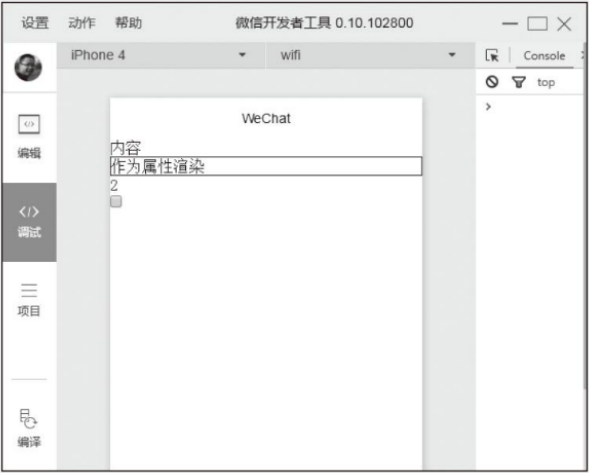 设置 动作 帮助 微信开发者工具 0.10.102800
iPhone 4 wifi Console
top
WeChat
内容
作为属性渲染
2
编辑
</>
调试
项目
编译